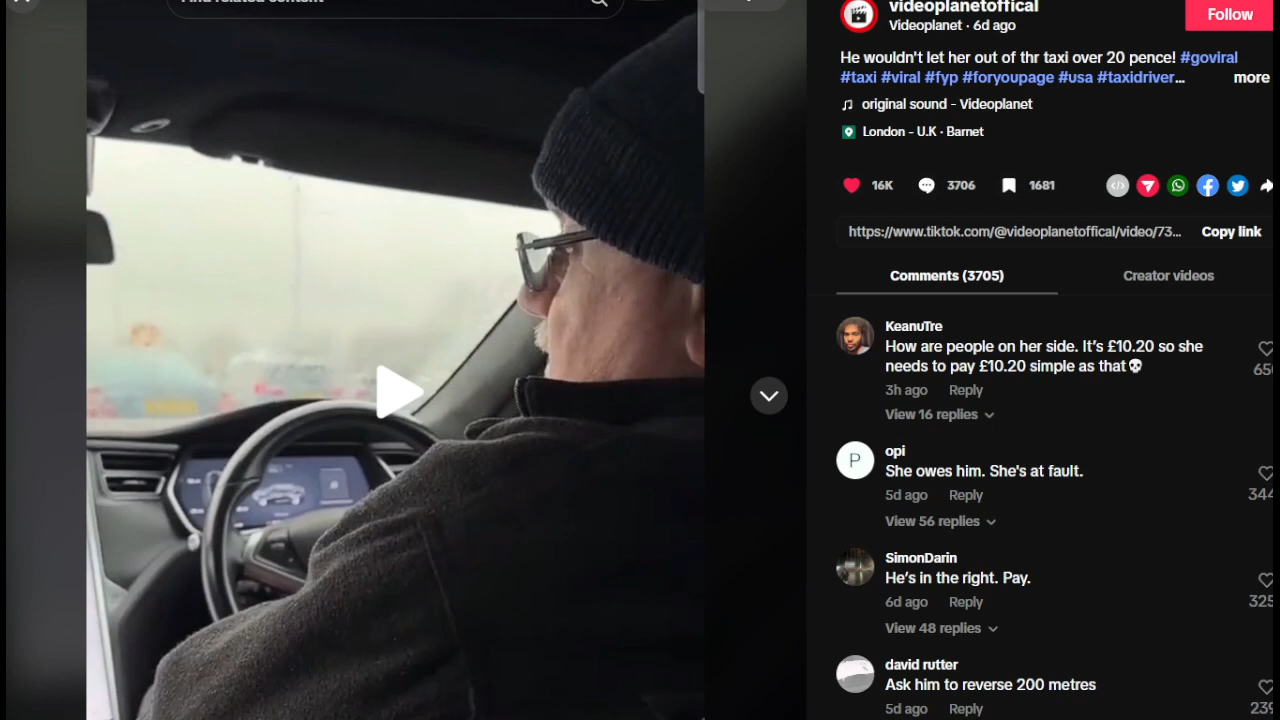 Find related content
videoplanetoffical
Videoplanet · 6d ago
Follow
He wouldn't let her out of thr taxi over 20 pence! #goviral
#taxi #viral #fyp #foryoupage #usa #taxidriver...
more
original sound - Videoplanet
London - U.K · Barnet
16K
3706
1681
https://www.tiktok.com/@videoplanetoffical/video/73...
Copy link
Comments (3705)
Creator videos
KeanuTre
How are people on her side. It's £10.20 so she
needs to pay £10.20 simple as that💀
3h ago Reply
View 16 replies
opi
P
She owes him. She's at fault.
5d ago Reply
344
View 56 replies
SimonDarin
He's in the right. Pay.
6d ago Reply
325
View 48 replies
david rutter
Ask him to reverse 200 metres
5d ago Reply